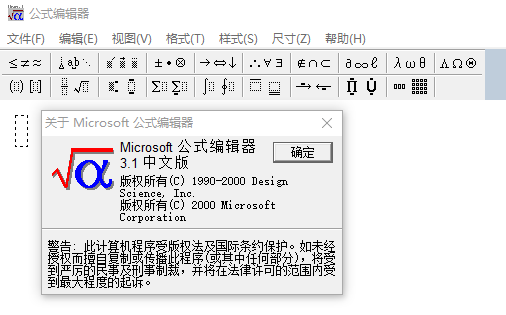 公式编辑器
文件(F) 编辑(E) 视图(V) 格式(T) 样式(S) 尺寸(Z) 帮助(H)
≤ ≠ ≈ ∫ ab ∴ ± • ⊗ → ⇔ ↓ ∴ ∀ ∃ ∉ ∩ ⊂ ∂ ∞ ℓ λ ω θ Λ Ω Θ
关于 Microsoft 公式编辑器
Microsoft 公式编辑器
3.1 中文版
确定
版权所有(C) 1990-2000 Design
Science, Inc.
版权所有(C) 2000 Microsoft
Corporation
警告: 此计算机程序受版权法及国际条约保护。如未经
授权而擅自复制或传播此程序(或其中任何部分)，将受
到严厉的民事及刑事制裁，并将在法律许可的范围内受
到最大程度的起诉。